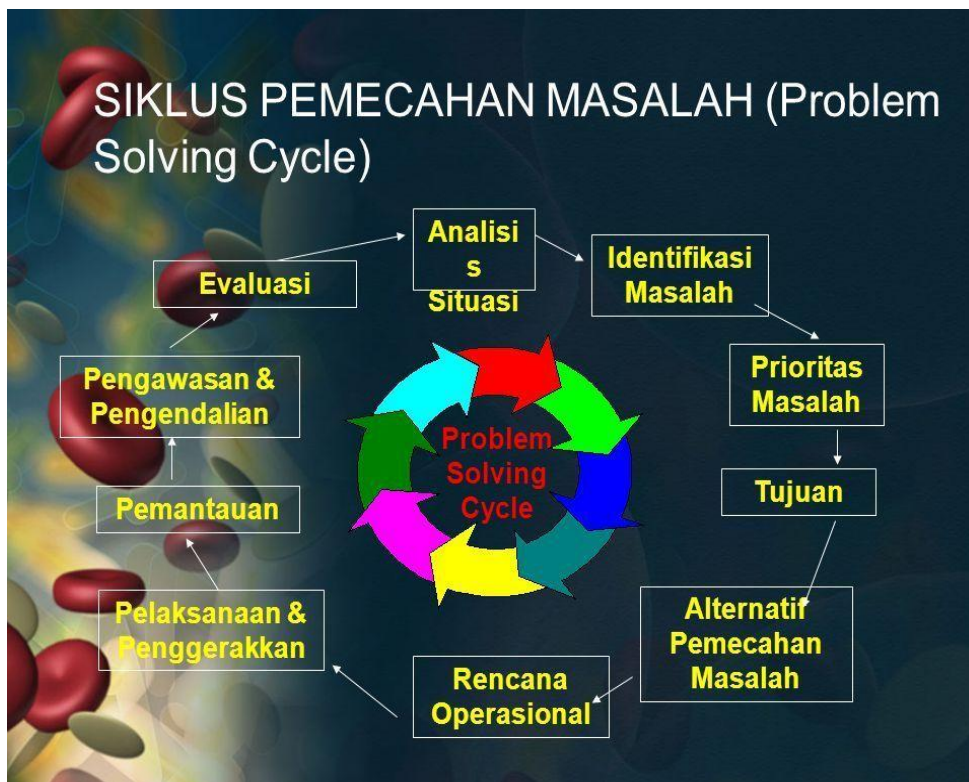 SIKLUS PEMECAHAN MASALAH (Problem
Solving Cycle)
Analisi
s
Situasi
Identifikasi
Masalah
Prioritas
Masalah
Tujuan
Alternatif
Pemecahan
Masalah
Rencana
Operasional
Pelaksanaan &
Penggerakkan
Pemantauan
Pengawasan &
Pengendalian
Evaluasi
Problem
Solving
Cycle